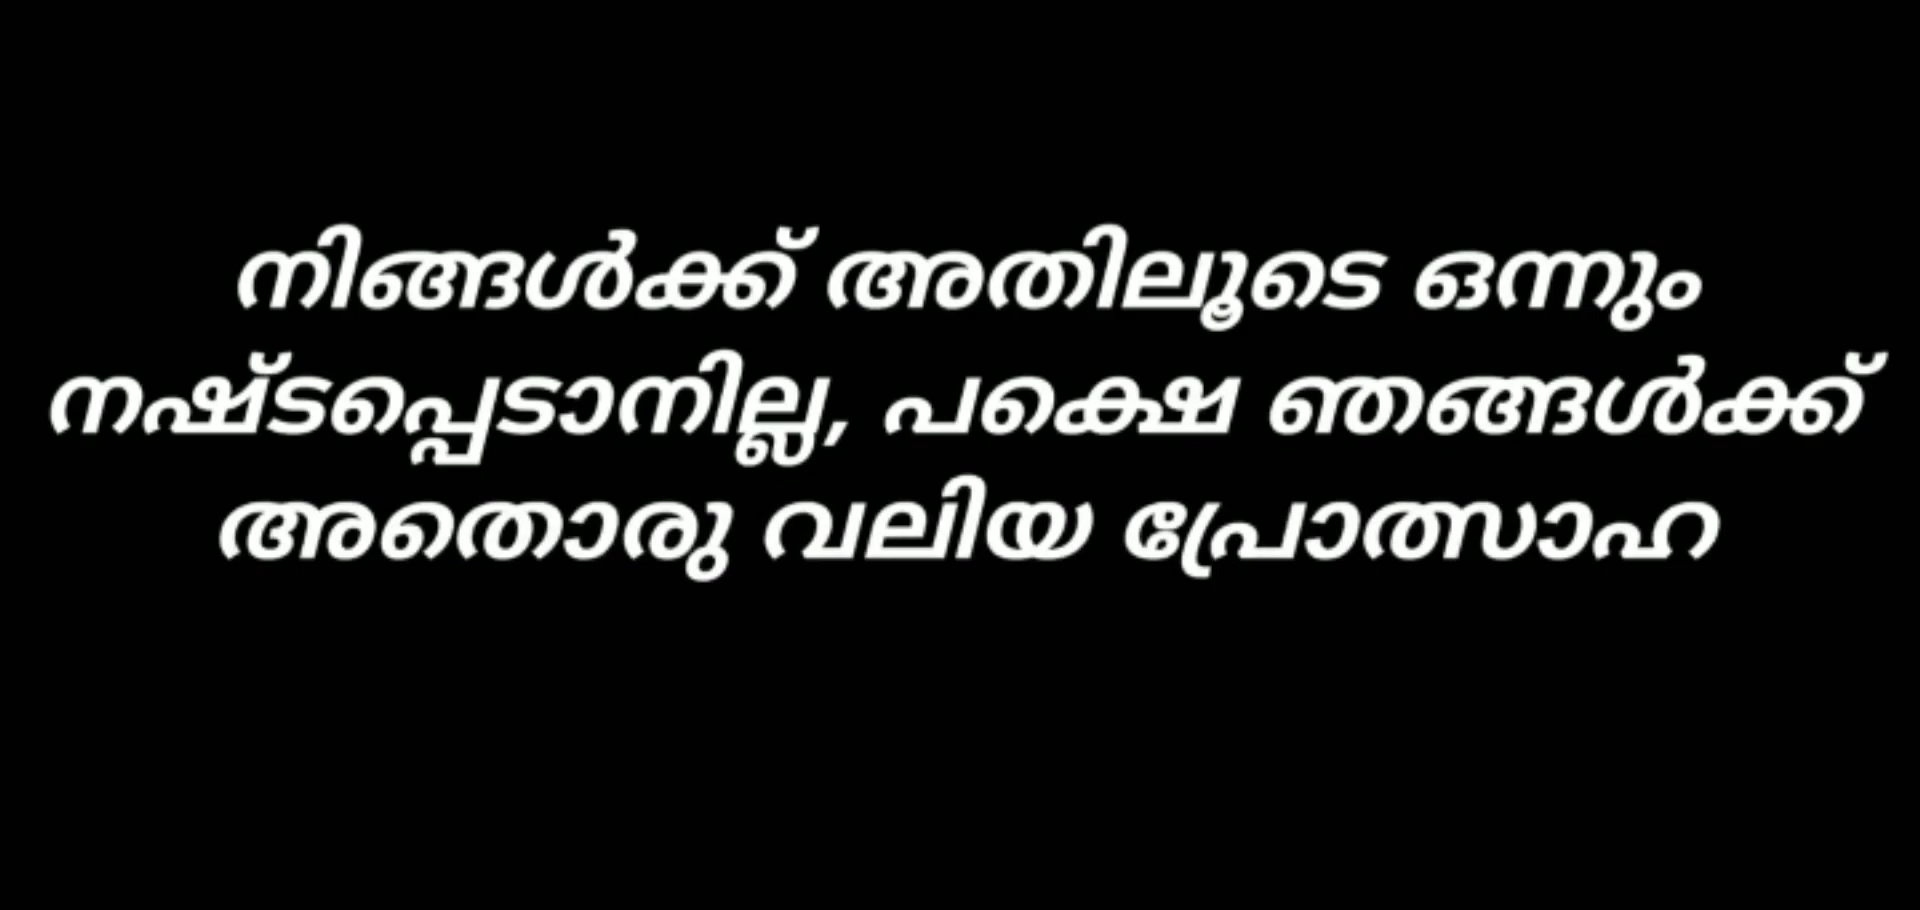 നിങ്ങൾക്ക് അതിലൂടെ ഒന്നും
നഷ്ടപ്പെടാനില്ല, പക്ഷെ ഞങ്ങൾക്ക്
അതൊരു വലിയ പ്രോത്സാഹ